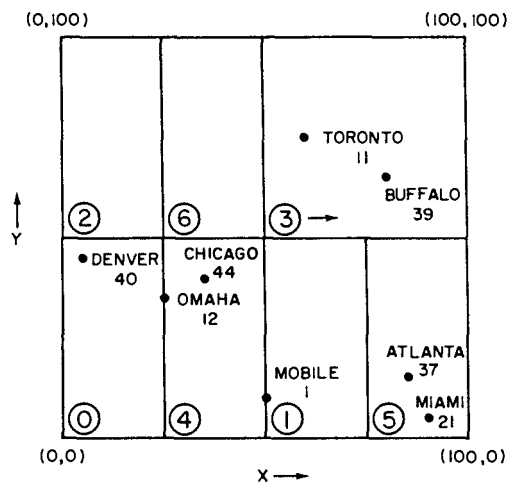 (0,100) (100,100)
TORONTO
11
BUFFALO
39
2 6 3
Y
DENVER
40
CHICAGO
44
OMAHA
12
ATLANTA
37
MOBILE
1
MIAMI
21
0 4 1 5
(0,0) (100,0)
X